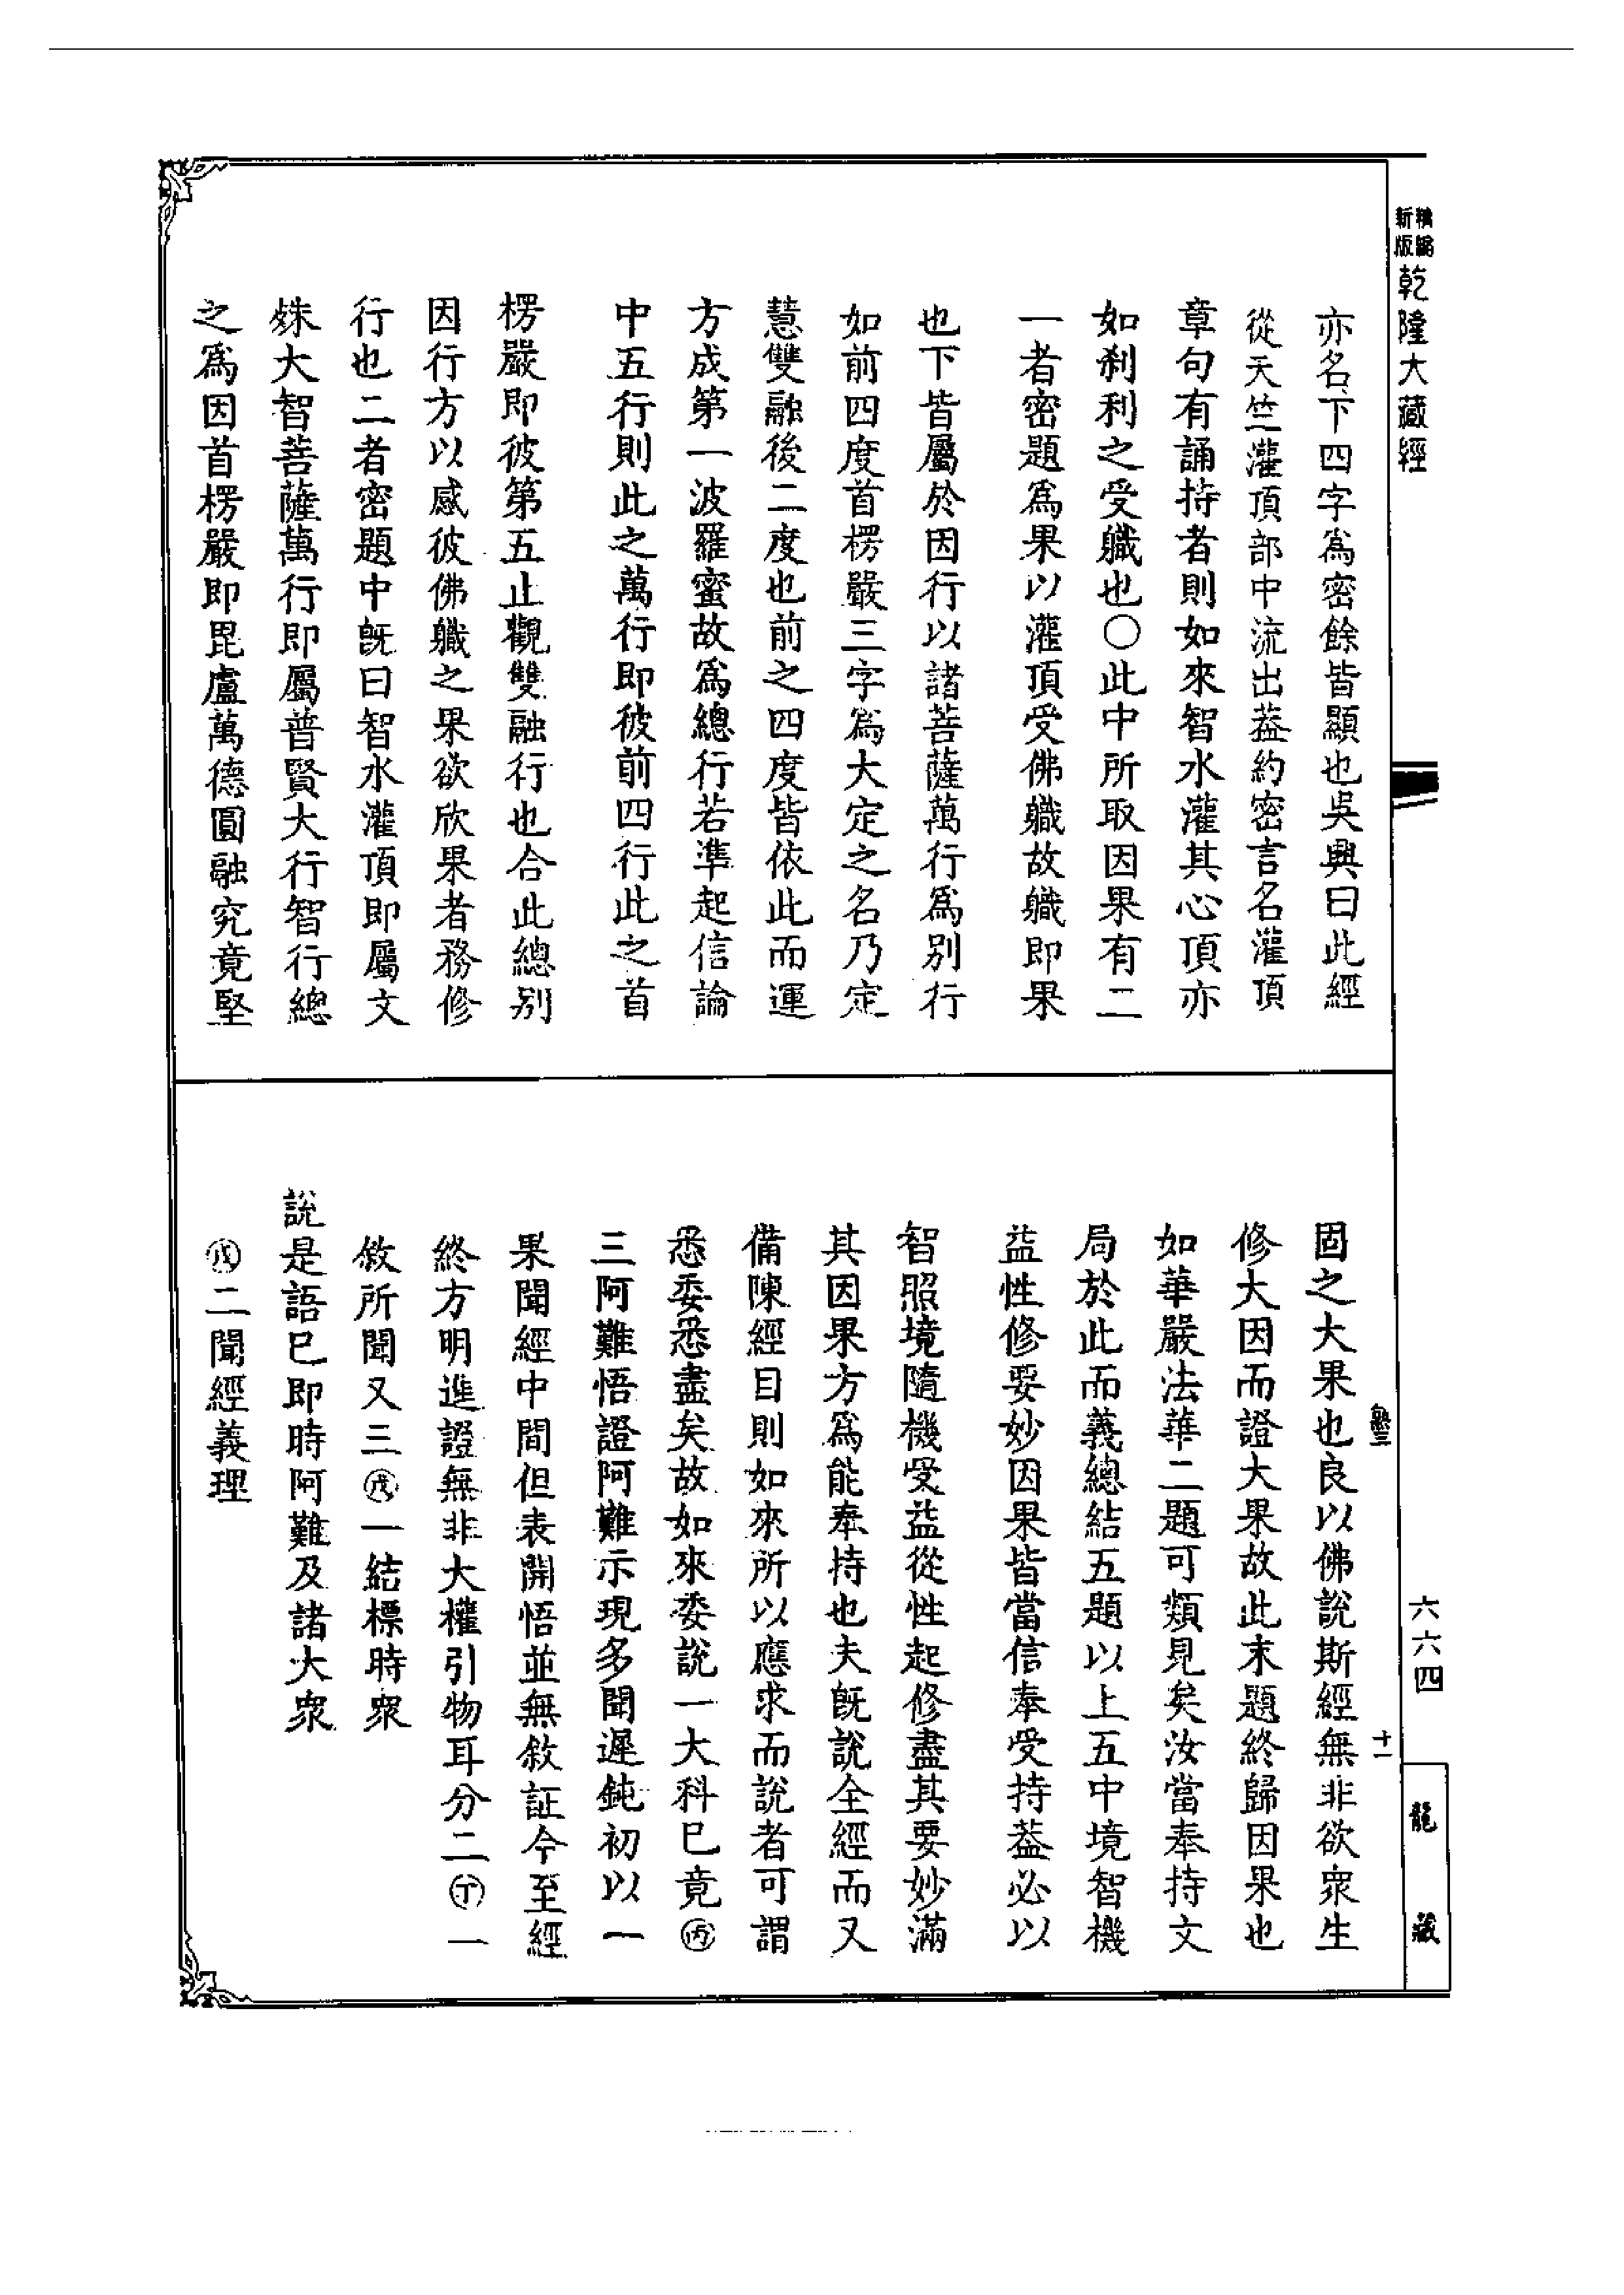 新版精編乾隆大藏經
亦名下四字爲密餘皆顯也吳興曰此經
從天竺灌頂部中流出葢約密言名灌頂
章句有誦持者則如來智水灌其心頂亦
如剎利之受軄也○此中所取因果有二
一者密題爲果以灌頂受佛軄故軄即果
也下皆屬於因行以諸菩薩萬行爲別行
如前四度首楞嚴三字爲大定之名乃定
慧雙融後二度也前之四度皆依此而運
方成第一波羅蜜故爲總行若準起信論
中五行則此之萬行即彼前四行此之首
楞嚴即彼第五止觀雙融行也合此總別
因行方以感彼佛軄之果欲欣果者務修
行也二者密題中旣曰智水灌頂即屬文
殊大智菩薩萬行即屬普賢大行智行總
之爲因首楞嚴即毘盧萬德圓融究竟堅
固之大果也良以佛說斯經無非欲衆生
修大因而證大果故此末題終歸因果也
如華嚴法華二題可類見矣汝當奉持文
局於此而義總結五題以上五中境智機
益性修要妙因果皆當信奉受持葢必以
智照境隨機受益從性起修盡其要妙滿
其因果方爲能奉持也夫旣說全經而又
備陳經目則如來所以應求而說者可謂
悉委悉盡矣故如來委說一大科已竟㊅丙
三阿難悟證阿難示現多聞遲鈍初以一
果聞經中間但表開悟並無敘証今至經
終方明進證無非大權引物耳分二丁一
敘所聞又三戊一結標時衆
說是語已即時阿難及諸大衆
戊二聞經義理
六六四
十一
龍藏